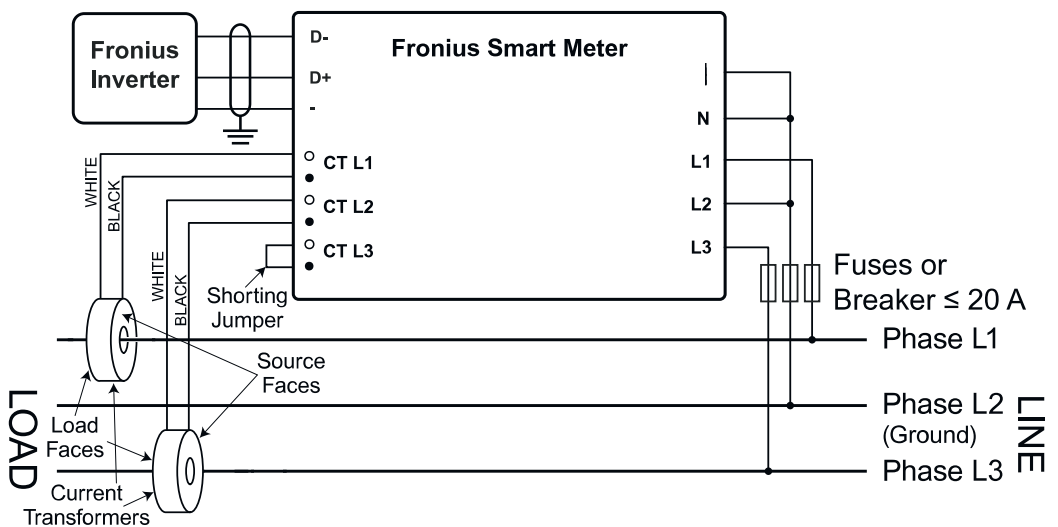 Fronius
Inverter
D-
D+
-
Fronius Smart Meter
N
L1
L2
L3
CT L1
CT L2
CT L3
WHITE
BLACK
WHITE
BLACK
Shorting
Jumper
Fuses or
Breaker ≤ 20 A
Source
Faces
Load
Faces
Current
Transformers
LOAD
Phase L1
Phase L2
(Ground)
Phase L3
LINE